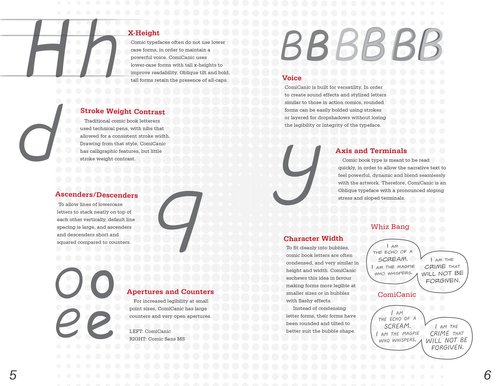 Hh
X-Height
Comic typefaces often do not use lower
case forms, in order to maintain a
powerful voice. ComiCanic uses
lower-case forms with tall x-heights to
improve readability. Oblique tilt and bold,
tall forms retain the presence of all-caps.
d
Stroke Weight Contrast
Traditional comic book letterers
used technical pens, with nibs that
allowed for a consistent stroke width.
Drawing from that style, ComiCanic
has calligraphic features, but little
stroke weight contrast.
Ascenders/Descenders
To allow lines of lowercase
letters to stack neatly on top of
each other vertically, default line
spacing is large, and ascenders
and descenders short and
squared compared to counters.
q
oo
ee
Apertures and Counters
For increased legibility at small
point sizes, ComiCanic has large
counters and very open apertures.
LEFT: ComiCanic
RIGHT: Comic Sans MS
5
BB BB BB
Voice
ComiCanic is built for versatility. In order
to create sound effects and stylized letters
similar to those in action comics, rounded
forms can be easily bolded using strokes
or layered for dropshadows without losing
the legibility or integrity of the typeface.
y
Axis and Terminals
Comic book type is meant to be read
quickly, in order to allow the narrative text to
feel powerful, dynamic and blend seamlessly
with the artwork. Therefore, ComiCanic is an
Oblique typeface with a pronounced sloping
stress and sloped terminals.
Character Width
To fit cleanly into bubbles,
comic book letters are often
condensed, and very similar in
height and width. ComiCanic
eschews this idea in favour
making forms more legible at
smaller sizes or in bubbles
with flashy effects.
Instead of condensing
letter forms, their forms have
been rounded and tilted to
better suit the bubble shape.
Whiz Bang
I AM
THE ECHO OF A
SCREAM.
I AM THE MAGPIE
WHO WHISPERS.
I AM THE
CRIME THAT
WILL NOT BE
FORGIVEN.
ComiCanic
I AM
THE ECHO OF A
SCREAM.
I AM THE MAGPIE
WHO WHISPERS.
I AM THE
CRIME THAT
WILL NOT BE
FORGIVEN.
6